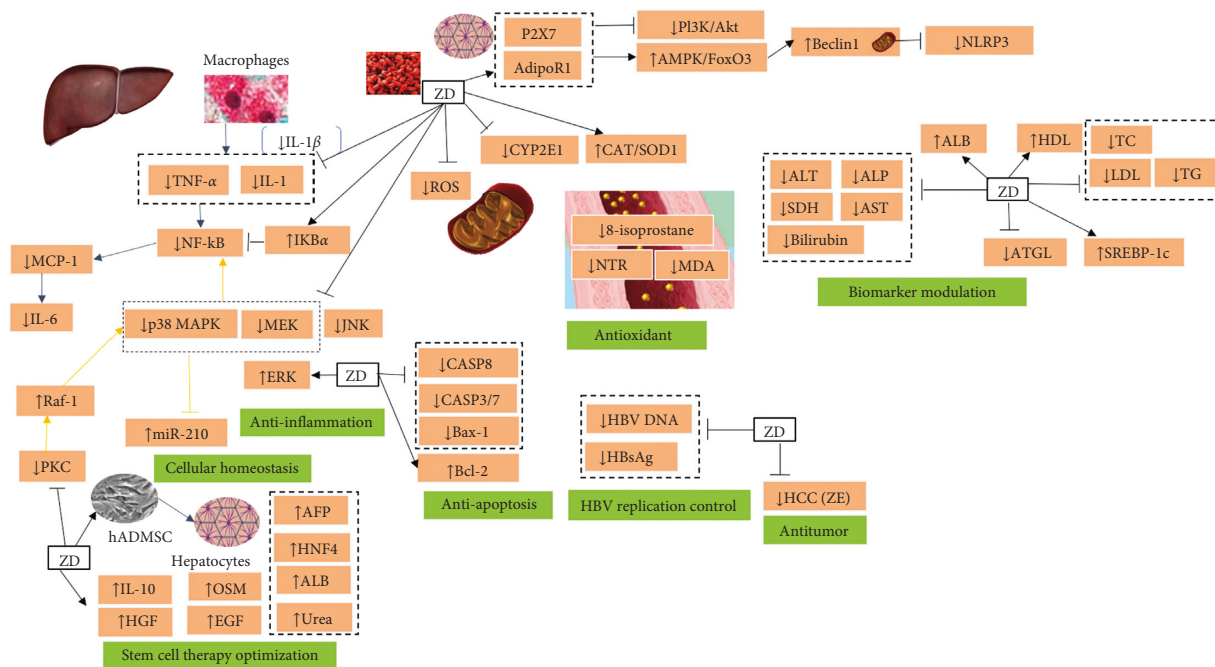 P2X7
AdipoR1
↓Pl3K/Akt
↑AMPK/FoxO3
↑Beclin1
↓NLRP3
Macrophages
ZD
↓IL-1β
↓TNF-α
↓IL-1
↓CYP2E1
↑CAT/SOD1
↓ROS
↓NF-kB
↑IKBα
↓MCP-1
↓IL-6
↓p38 MAPK
↓MEK
↓JNK
↑Raf-1
↑miR-210
↓PKC
↑ERK
ZD
↓CASP8
↓CASP3/7
↓Bax-1
↑Bcl-2
Anti-inflammation
Cellular homeostasis
Anti-apoptosis
↓8-isoprostane
↓NTR
↓MDA
Antioxidant
↓ALT
↓ALP
↓SDH
↓AST
↓Bilirubin
↑ALB
↑HDL
↓TC
↓LDL
↓TG
ZD
↓ATGL
↑SREBP-1c
Biomarker modulation
↓HBV DNA
↓HBsAg
ZD
HBV replication control
↓HCC (ZE)
Antitumor
hADMSC
Hepatocytes
ZD
↑IL-10
↑HGF
↑OSM
↑EGF
↑AFP
↑HNF4
↑ALB
↑Urea
Stem cell therapy optimization